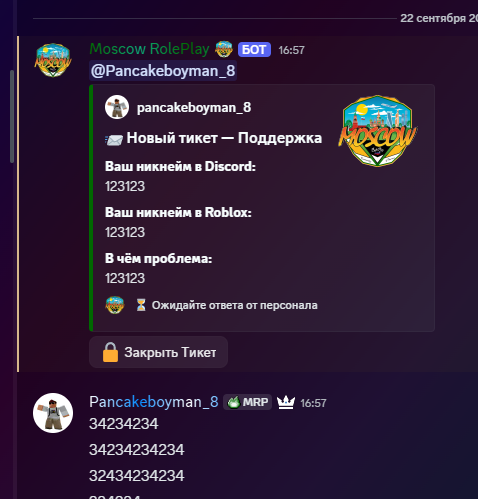 22 сентября 20
Moscow RolePlay БОТ 16:57
@Pancakeboyman_8
pancakeboyman_8
Новый тикет — Поддержка
MOSCOW
Ваш никнейм в Discord:
123123
Ваш никнейм в Roblox:
123123
В чём проблема:
123123
Ожидайте ответа от персонала
Закрыть Тикет
Pancakeboyman_8 MRP 16:57
34234234
34234234234
32434234234